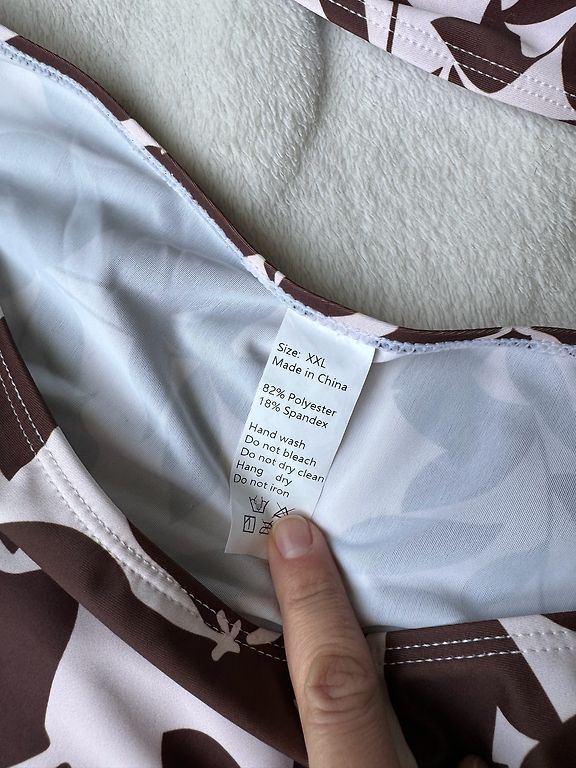 Size: XXL
Made in China
82% Polyester
18% Spandex
Hand wash
Do not bleach
Do not dry clean
Hang dry
Do not iron